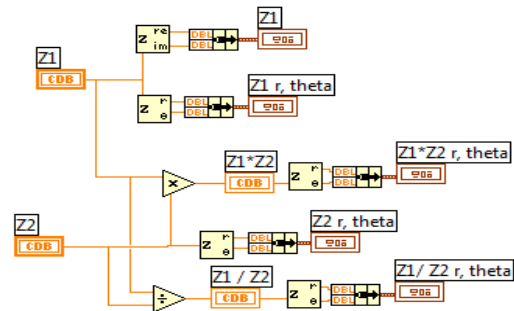 Z1
Z1
CDB
Z re im
DBL
DBL
Z1 r, theta
Z r θ
DBL
DBL
Z1*Z2
Z1*Z2 r, theta
x
CDB
Z r θ
DBL
DBL
Z2
Z2 r, theta
CDB
Z r θ
DBL
DBL
Z1 / Z2
Z1/ Z2 r, theta
÷
CDB
Z r θ
DBL
DBL